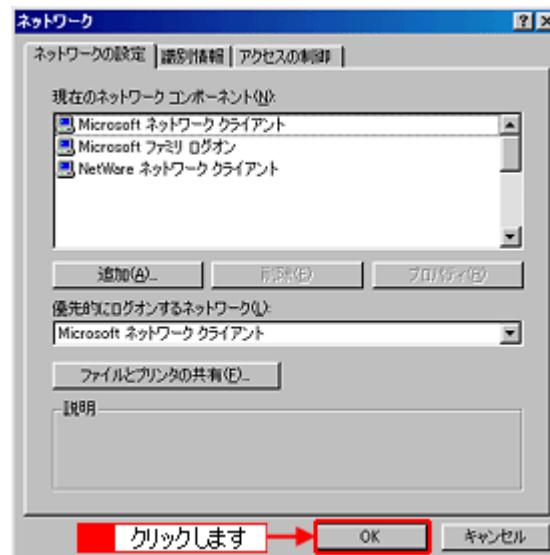 ネットワーク
ネットワークの設定 識別情報 アクセスの制御
現在のネットワーク コンポーネント(N):
Microsoft ネットワーク クライアント
Microsoft ファミリ ログオン
NetWare ネットワーク クライアント
追加(A)... 削除(E) プロパティ(R)
優先的にログオンするネットワーク(L):
Microsoft ネットワーク クライアント
ファイルとプリンタの共有(F)...
説明
クリックします OK キャンセル